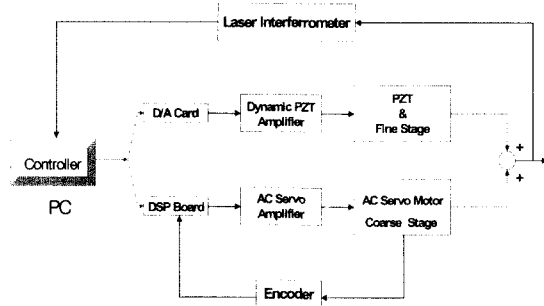 Laser Interferrometer
D/A Card
Dynamic PZT
Amplifier
PZT
&
Fine Stage
Controller
PC
+
+
DSP Board
AC Servo
Amplifier
AC Servo Motor
Coarse Stage
Encoder